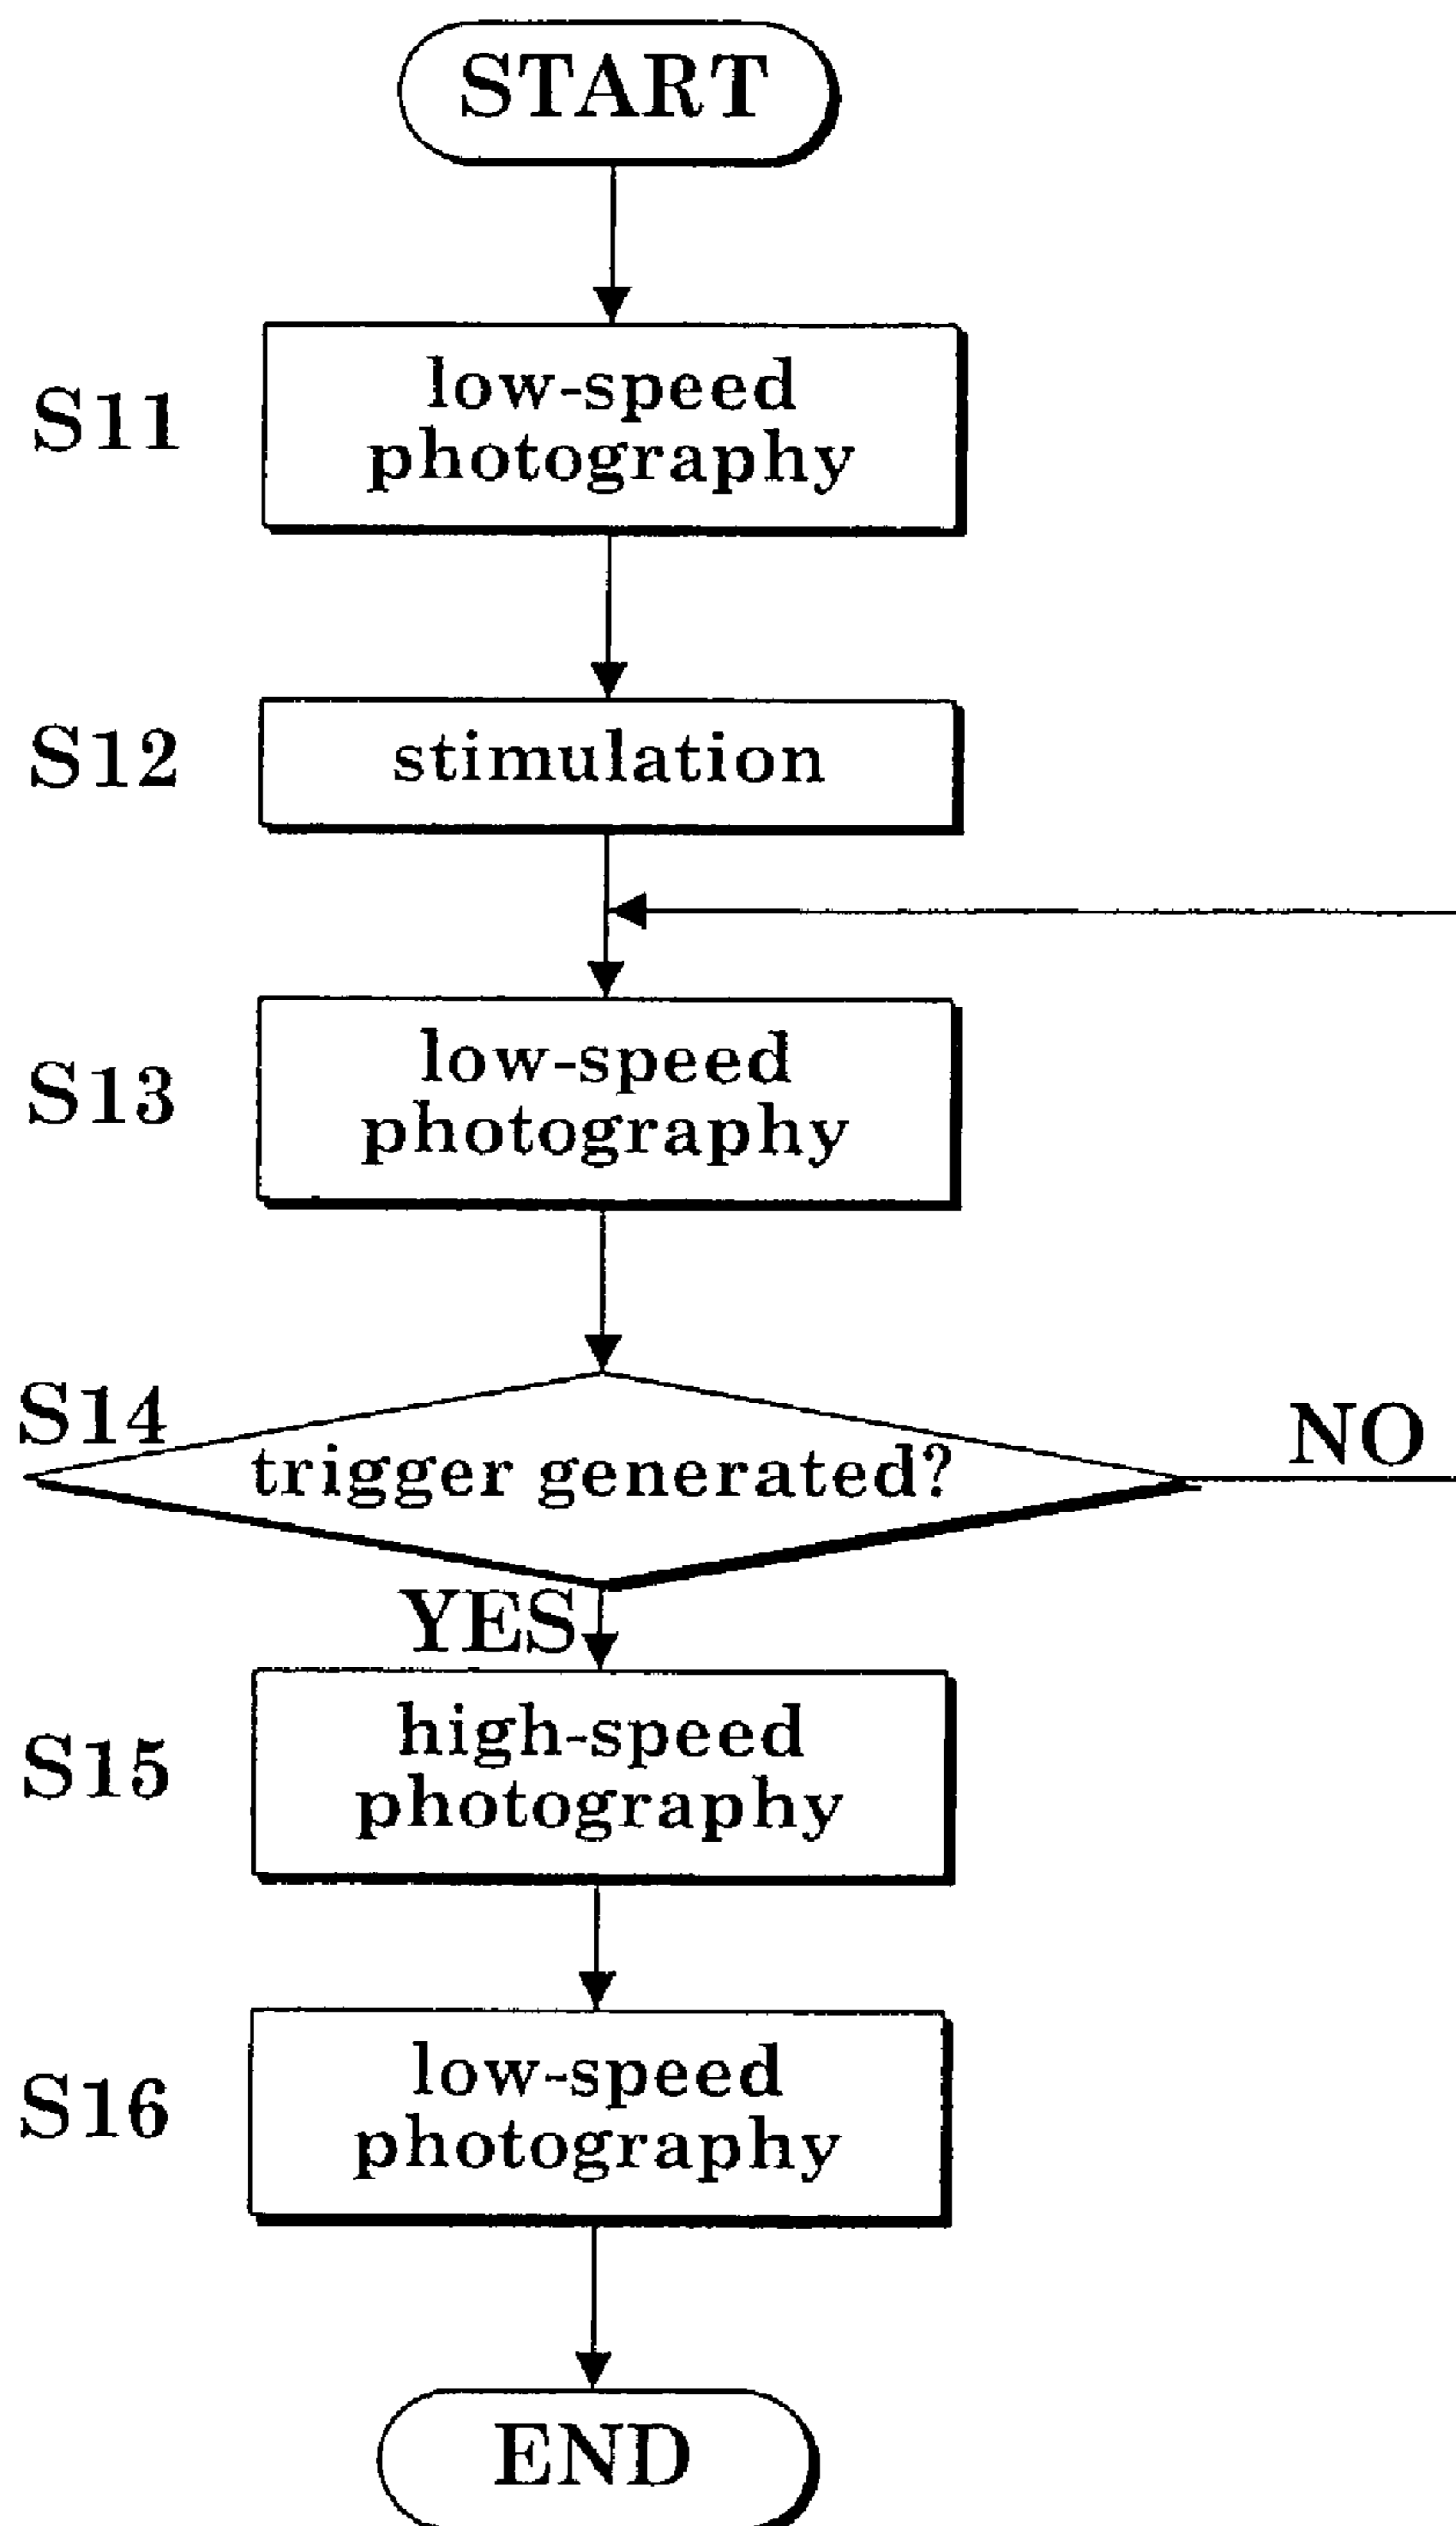 START
S11
low-speed
photography
S12
stimulation
S13
low-speed
photography
S14
trigger generated?
NO
YES
S15
high-speed
photography
S16
low-speed
photography
END